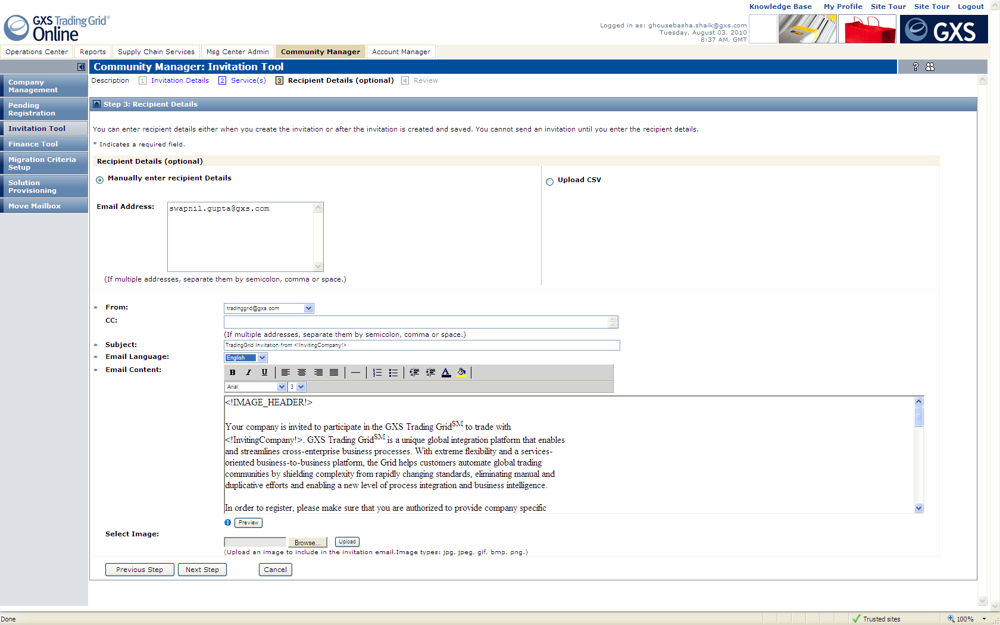 Knowledge Base My Profile Site Tour Site Tour Logout
GXS Trading Grid®
Online
Logged in as: ghousebasha.shaik@gxs.com
Tuesday, August 03, 2010
8:37 AM, GMT
GXS
Operations Center Reports Supply Chain Services Msg Center Admin Community Manager Account Manager
Community Manager: Invitation Tool
?
Description 1 Invitation Details 2 Service(s) 3 Recipient Details (optional) 4 Review
Company
Management
Pending
Registration
Invitation Tool
Finance Tool
Migration Criteria
Setup
Solution
Provisioning
Move Mailbox
Step 3: Recipient Details
You can enter recipient details either when you create the invitation or after the invitation is created and saved. You cannot send an invitation until you enter the recipient details.
* Indicates a required field.
Recipient Details (optional)
Manually enter recipient Details
Upload CSV
Email Address:
swapnil.gupta@gxs.com
(If multiple addresses, separate them by semicolon, comma or space.)
* From: tradinggrid@gxs.com
CC:
(If multiple addresses, separate them by semicolon, comma or space.)
* Subject: TradingGrid Invitation from <!InvitingCompany!>
* Email Language: English
* Email Content:
B I U A
Arial 3
<!IMAGE_HEADER!>
Your company is invited to participate in the GXS Trading GridSM to trade with
<!InvitingCompany!>. GXS Trading GridSM is a unique global integration platform that enables
and streamlines cross-enterprise business processes. With extreme flexibility and a services-
oriented business-to-business platform, the Grid helps customers automate global trading
communities by shielding complexity from rapidly changing standards, eliminating manual and
duplicative efforts and enabling a new level of process integration and business intelligence.
In order to register, please make sure that you are authorized to provide company specific
Preview
Select Image:
Browse... Upload
(Upload an image to include in the invitation email.Image types: jpg, jpeg, gif, bmp, png.)
Previous Step Next Step Cancel
Done
Trusted sites
100%